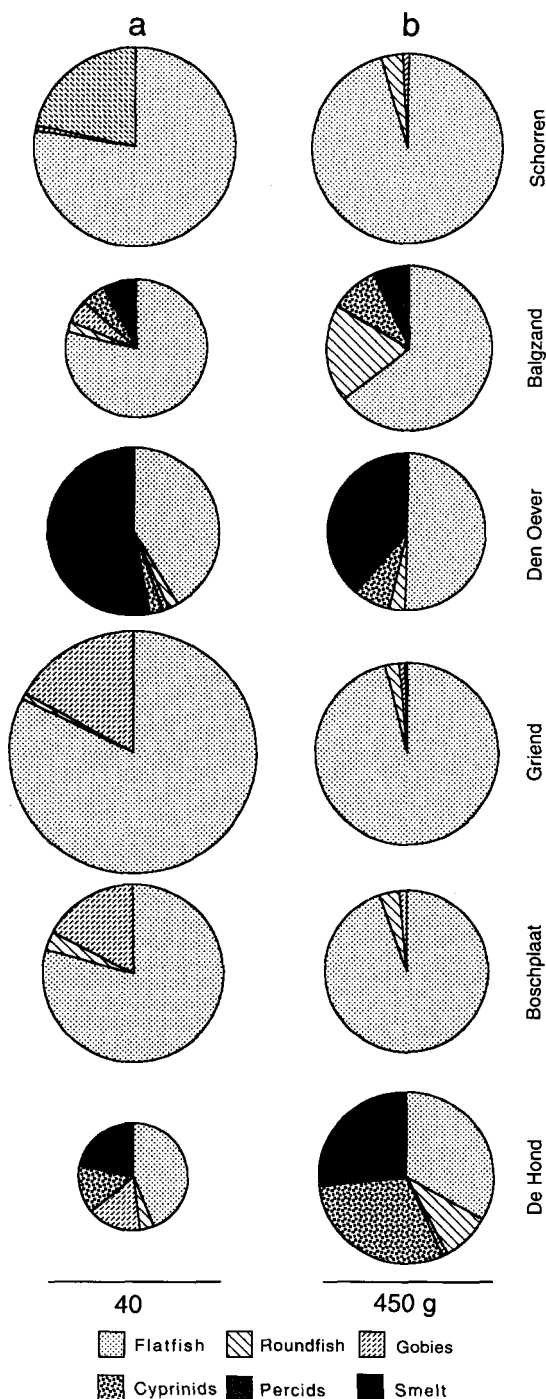 a b
Schorren
Balgzand
Den Oever
Griend
Boschplaat
De Hond
40 450 g
Flatfish Roundfish Gobies
Cyprinids Percids Smelt